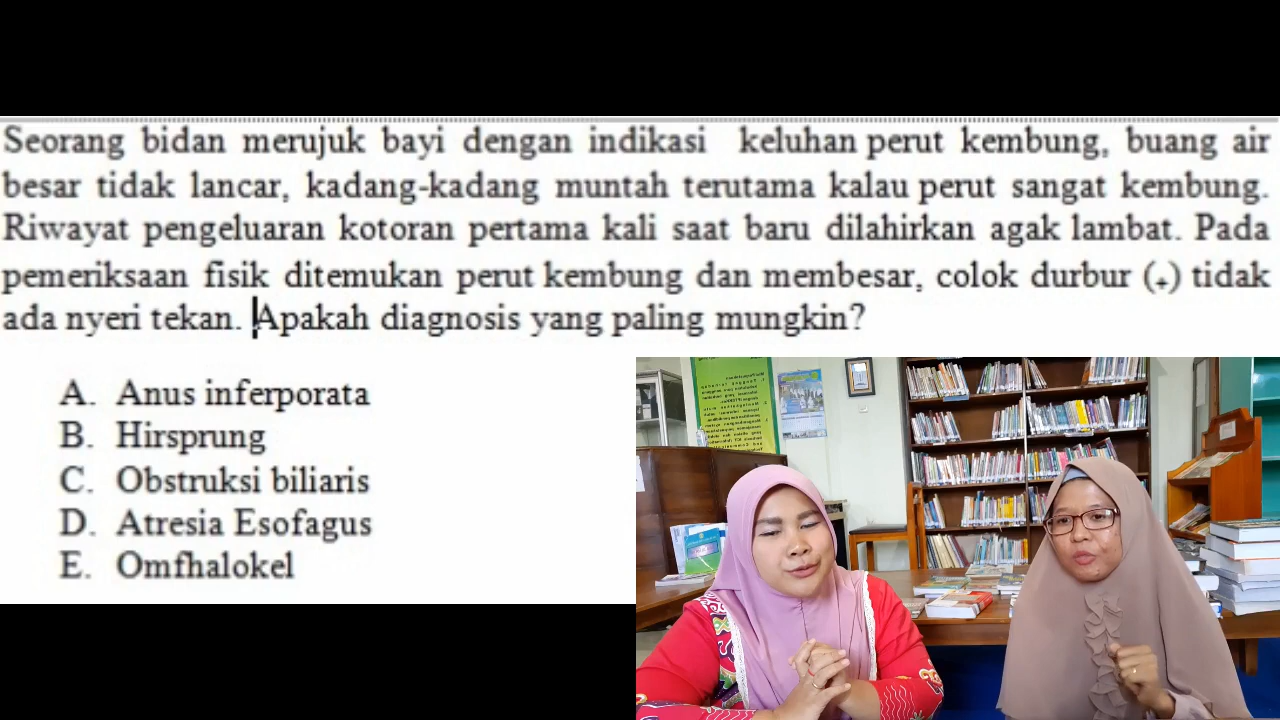 Seorang bidan merujuk bayi dengan indikasi keluhan perut kembung, buang air
besar tidak lancar, kadang-kadang muntah terutama kalau perut sangat kembung.
Riwayat pengeluaran kotoran pertama kali saat baru dilahirkan agak lambat. Pada
pemeriksaan fisik ditemukan perut kembung dan membesar, colok durbur (+) tidak
ada nyeri tekan. Apakah diagnosis yang paling mungkin?
A. Anus inferporata
B. Hirsprung
C. Obstruksi biliaris
D. Atresia Esofagus
E. Omfhalokel